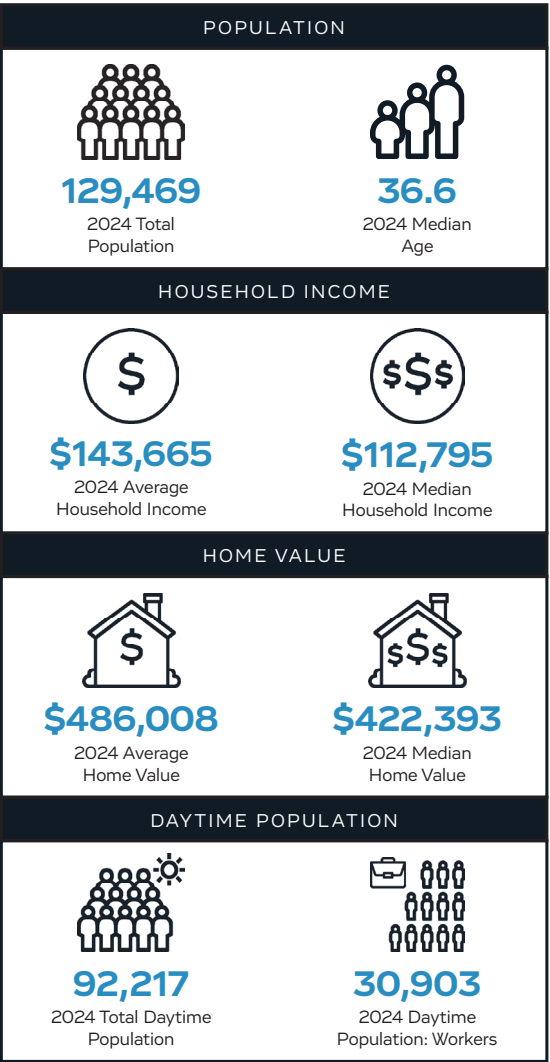 POPULATION
$
129,469
2024 Total
Population
36.6
2024 Median
Age
HOUSEHOLD INCOME
$
$143,665
2024 Average
Household Income
$$$
$112,795
2024 Median
Household Income
HOME VALUE
$
$486,008
2024 Average
Home Value
$$$
$422,393
2024 Median
Home Value
DAYTIME POPULATION
92,217
2024 Total Daytime
Population
30,903
2024 Daytime
Population: Workers